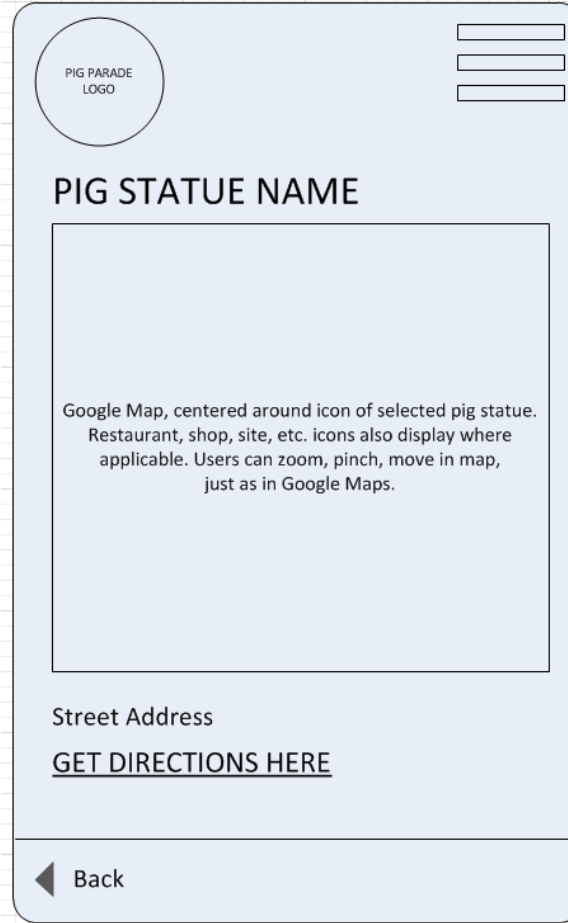 PIG PARADE
LOGO
PIG STATUE NAME
Google Map, centered around icon of selected pig statue.
Restaurant, shop, site, etc. icons also display where
applicable. Users can zoom, pinch, move in map,
just as in Google Maps.
Street Address
GET DIRECTIONS HERE
Back